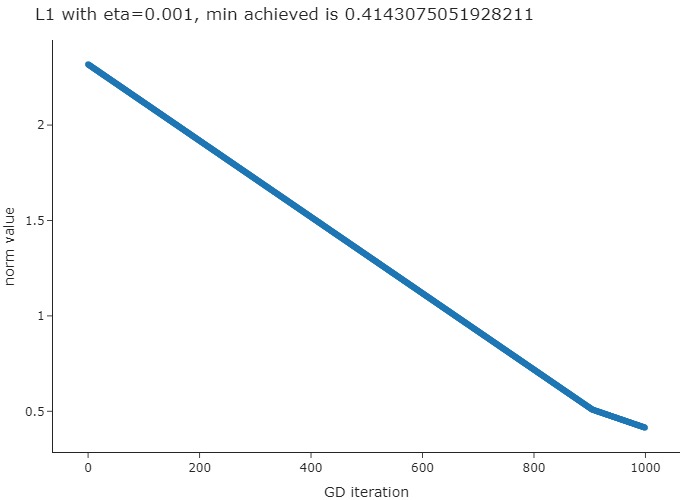 L1 with eta=0.001, min achieved is 0.4143075051928211
2
1.5
1
0.5
norm value
0 200 400 600 800 1000
GD iteration